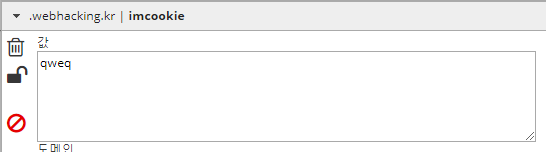 .webhacking.kr | imcookie
값
qweq
도메인